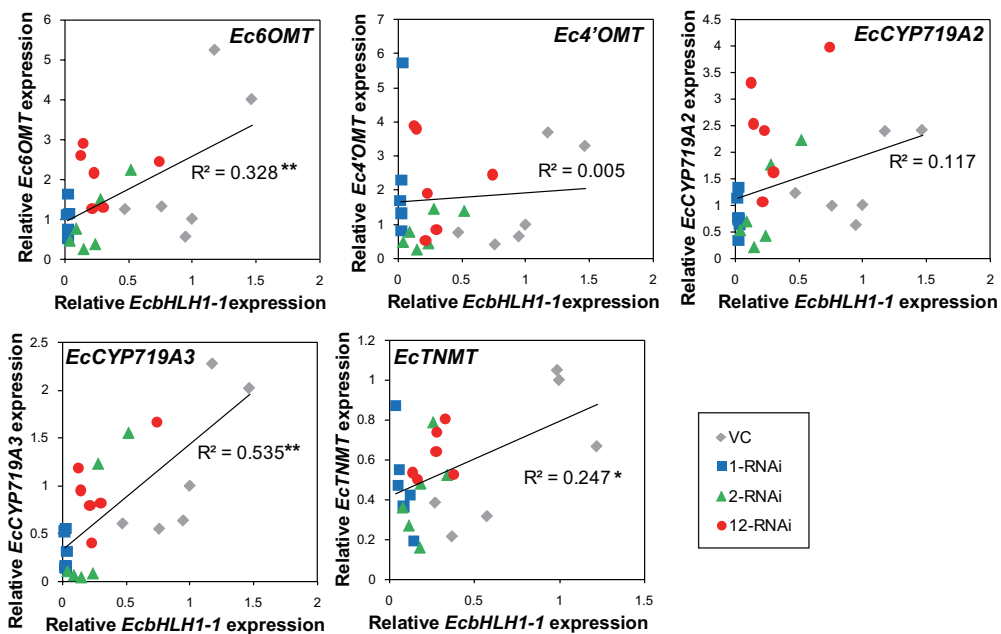 Ec6OMT
Relative Ec6OMT expression
6
5
4
3
2
1
0
R² = 0.328 **
0 0.5 1 1.5 2
Relative EcbHLH1-1 expression
Ec4'OMT
Relative Ec4'OMT expression
7
6
5
4
3
2
1
0
R² = 0.005
0 0.5 1 1.5 2
Relative EcbHLH1-1 expression
EcCYP719A2
Relative EcCYP719A2 expression
4.5
4
3.5
3
2.5
2
1.5
1
0.5
0
R² = 0.117
0 0.5 1 1.5 2
Relative EcbHLH1-1 expression
EcCYP719A3
Relative EcCYP719A3 expression
2.5
2
1.5
1
0.5
0
R² = 0.535**
0 0.5 1 1.5 2
Relative EcbHLH1-1 expression
EcTNMT
Relative EcTNMT expression
1.2
1
0.8
0.6
0.4
0.2
0
R² = 0.247 *
0 0.5 1 1.5
Relative EcbHLH1-1 expression
VC
1-RNAi
2-RNAi
12-RNAi